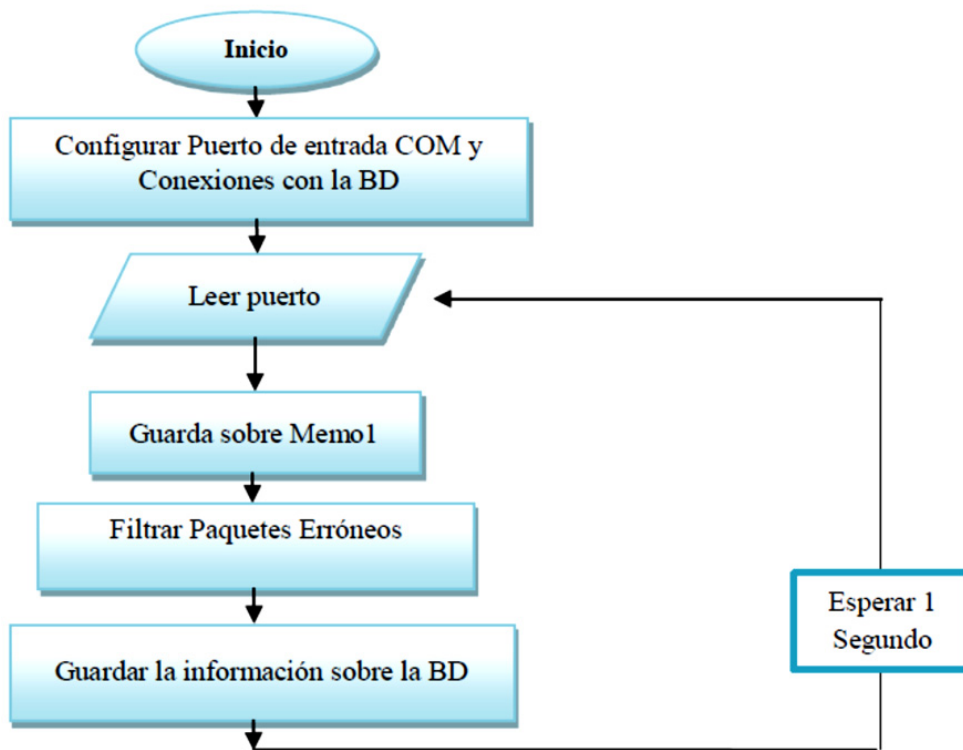 Inicio
Configurar Puerto de entrada COM y
Conexiones con la BD
Leer puerto
Guarda sobre Memo1
Filtrar Paquetes Erróneos
Guardar la información sobre la BD
Esperar 1
Segundo